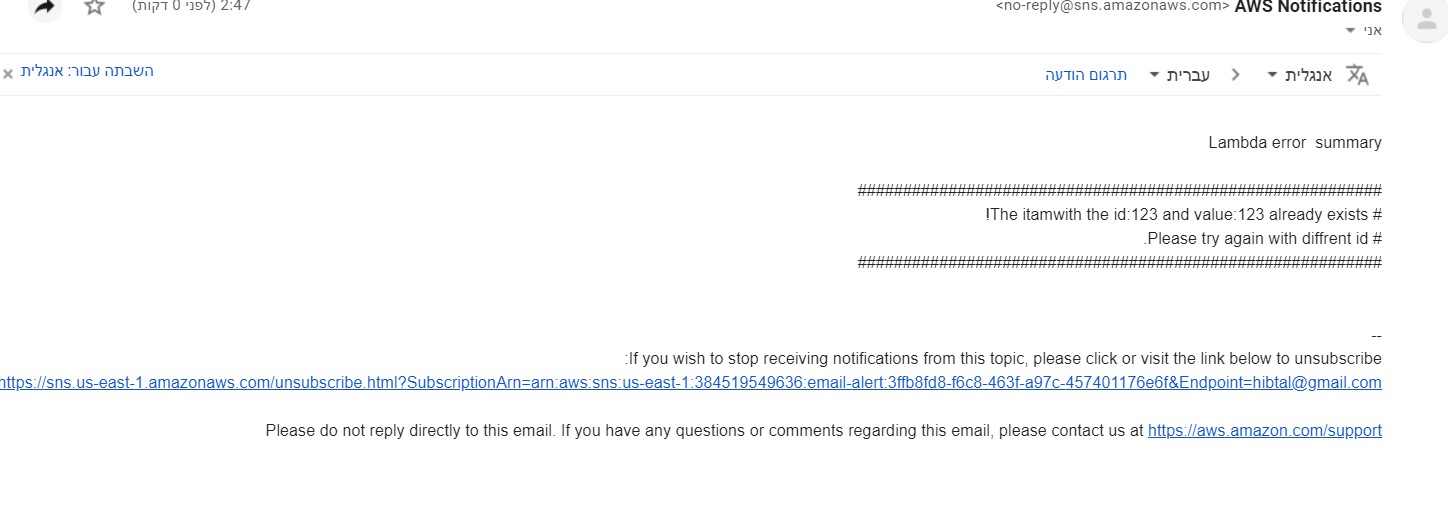 AWS Notifications <no-reply@sns.amazonaws.com>
2:47 (לפני 0 דקות)
אני
אנגלית
עברית
תרגום הודעה
השבתה עבור: אנגלית
Lambda error  summary
##########################################################
# The itamwith the id:123 and value:123 already exists!
# Please try again with diffrent id.
##########################################################
--
If you wish to stop receiving notifications from this topic, please click or visit the link below to unsubscribe:
https://sns.us-east-1.amazonaws.com/unsubscribe.html?SubscriptionArn=arn:aws:sns:us-east-1:384519549636:email-alert:3ffb8fd8-f6c8-463f-a97c-457401176e6f&Endpoint=hibtal@gmail.com
Please do not reply directly to this email. If you have any questions or comments regarding this email, please contact us at https://aws.amazon.com/support